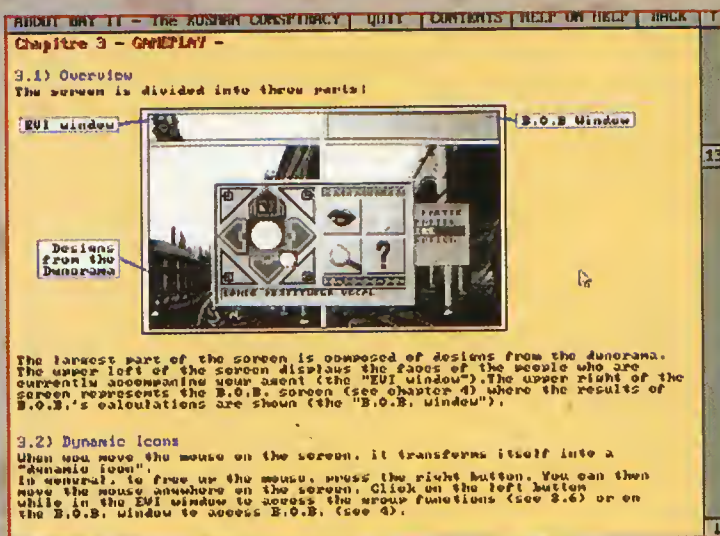 ABOUT BAT II - THE KOSHAN CONSPIRACY QUIT CONTENTS HELP ON HELP BACK
Chapitre 3 - GAMEPLAY -
3.1) Overview
The screen is divided into three parts:
EVI window
B.O.B Window
13
Designs
from the
Dunorama
The largest part of the screen is composed of designs from the dunorama.
The upper left of the screen displays the faces of the people who are
currently accompaning your agent (the "EVI window").The upper right of the
screen represents the B.O.B. screen (see chapter 4) where the results of
B.O.B.'s calculations are shown (the "B.O.B. window").
3.2) Dynamic Icons
When you move the mouse on the screen, it transforms itself into a
"dynamic icon".
In general, to free up the mouse, press the right button. You can then
move the mouse anywhere on the screen. Click on the left button
while in the EVI window to access the group functions (see 3.6) or on
the B.O.B. window to access B.O.B. (see 4).